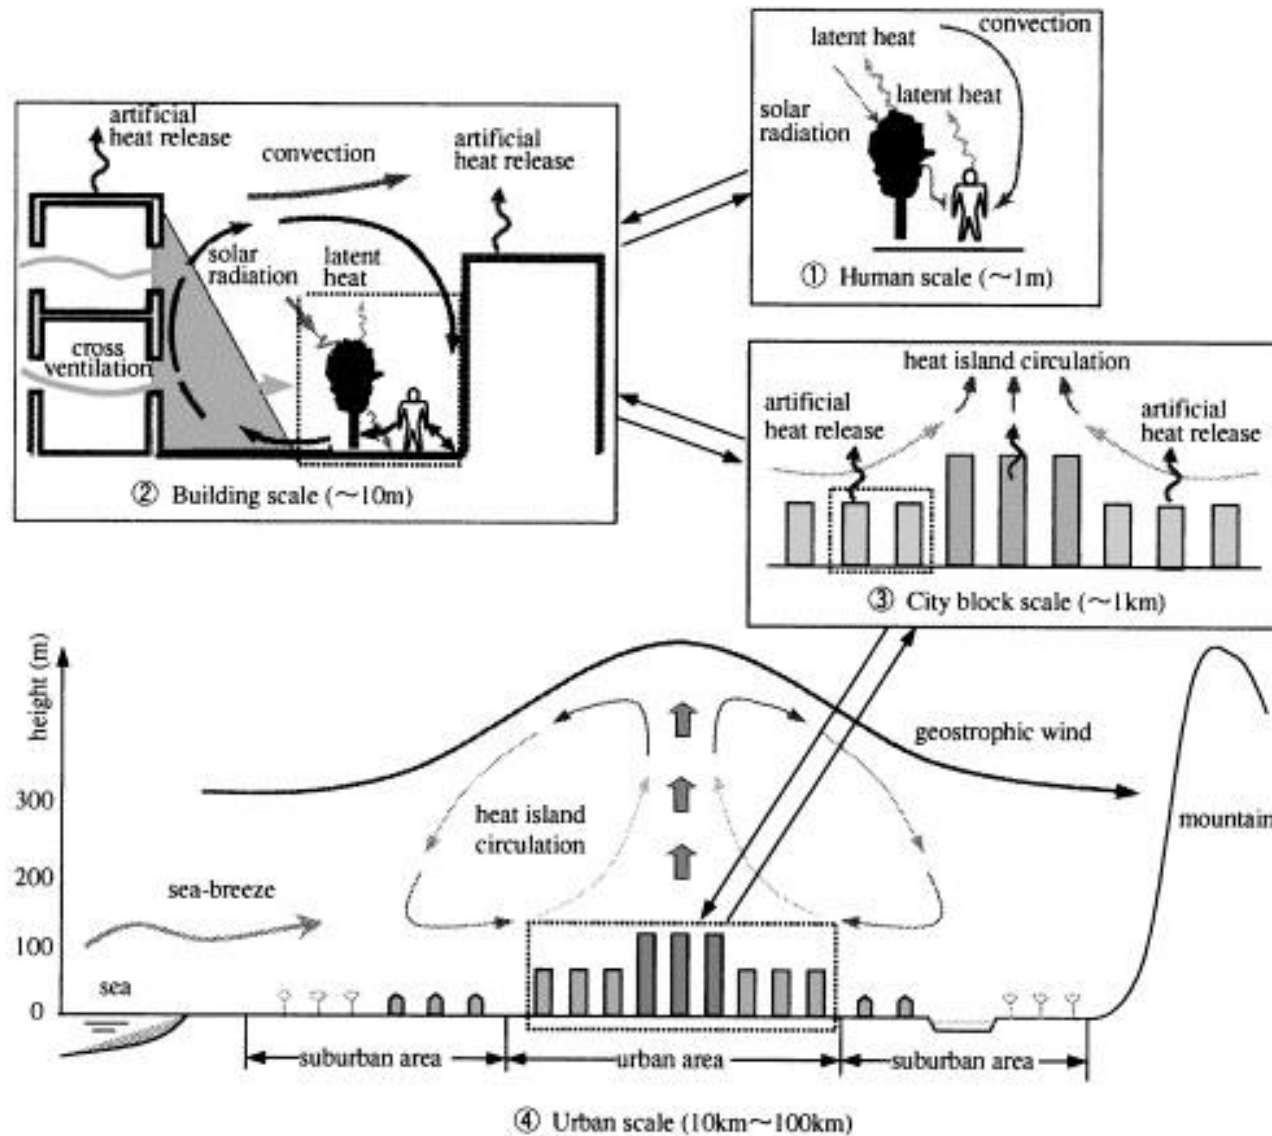 latent heat
convection
latent heat
solar
radiation
① Human scale (~1m)
artificial
heat release
convection
artificial
heat release
solar
radiation
latent
heat
cross
ventilation
② Building scale (~10m)
heat island circulation
artificial
heat release
artificial
heat release
③ City block scale (~1km)
height (m)
300
200
100
0
geostrophic wind
heat island
circulation
mountain
sea-breeze
sea
suburban area
urban area
suburban area
④ Urban scale (10km~100km)